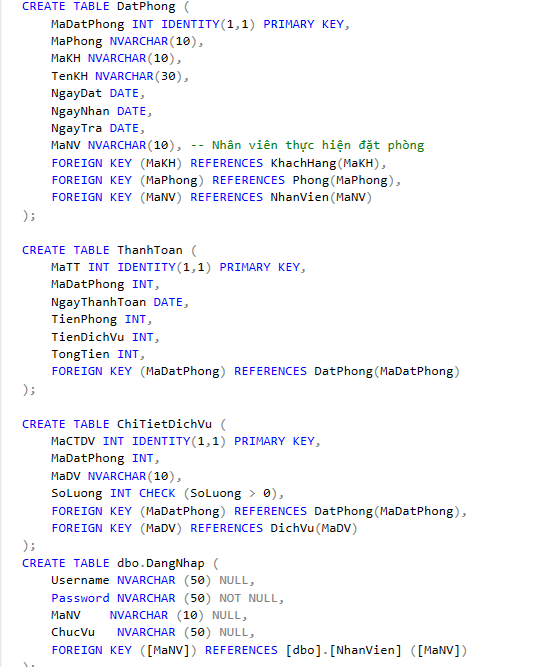 CREATE TABLE DatPhong (
    MaDatPhong INT IDENTITY(1,1) PRIMARY KEY,
    MaPhong NVARCHAR(10),
    MaKH NVARCHAR(10),
    TenKH NVARCHAR(30),
    NgayDat DATE,
    NgayNhan DATE,
    NgayTra DATE,
    MaNV NVARCHAR(10), -- Nhân viên thực hiện đặt phòng
    FOREIGN KEY (MaKH) REFERENCES KhachHang(MaKH),
    FOREIGN KEY (MaPhong) REFERENCES Phong(MaPhong),
    FOREIGN KEY (MaNV) REFERENCES NhanVien(MaNV)
);

CREATE TABLE ThanhToan (
    MaTT INT IDENTITY(1,1) PRIMARY KEY,
    MaDatPhong INT,
    NgayThanhToan DATE,
    TienPhong INT,
    TienDichVu INT,
    TongTien INT,
    FOREIGN KEY (MaDatPhong) REFERENCES DatPhong(MaDatPhong)
);

CREATE TABLE ChiTietDichVu (
    MaCTDV INT IDENTITY(1,1) PRIMARY KEY,
    MaDatPhong INT,
    MaDV NVARCHAR(10),
    SoLuong INT CHECK (SoLuong > 0),
    FOREIGN KEY (MaDatPhong) REFERENCES DatPhong(MaDatPhong),
    FOREIGN KEY (MaDV) REFERENCES DichVu(MaDV)
);
CREATE TABLE dbo.DangNhap (
    Username NVARCHAR (50) NULL,
    Password NVARCHAR (50) NOT NULL,
    MaNV    NVARCHAR (10) NULL,
    ChucVu   NVARCHAR (50) NULL,
    FOREIGN KEY ([MaNV]) REFERENCES [dbo].[NhanVien] ([MaNV])
);